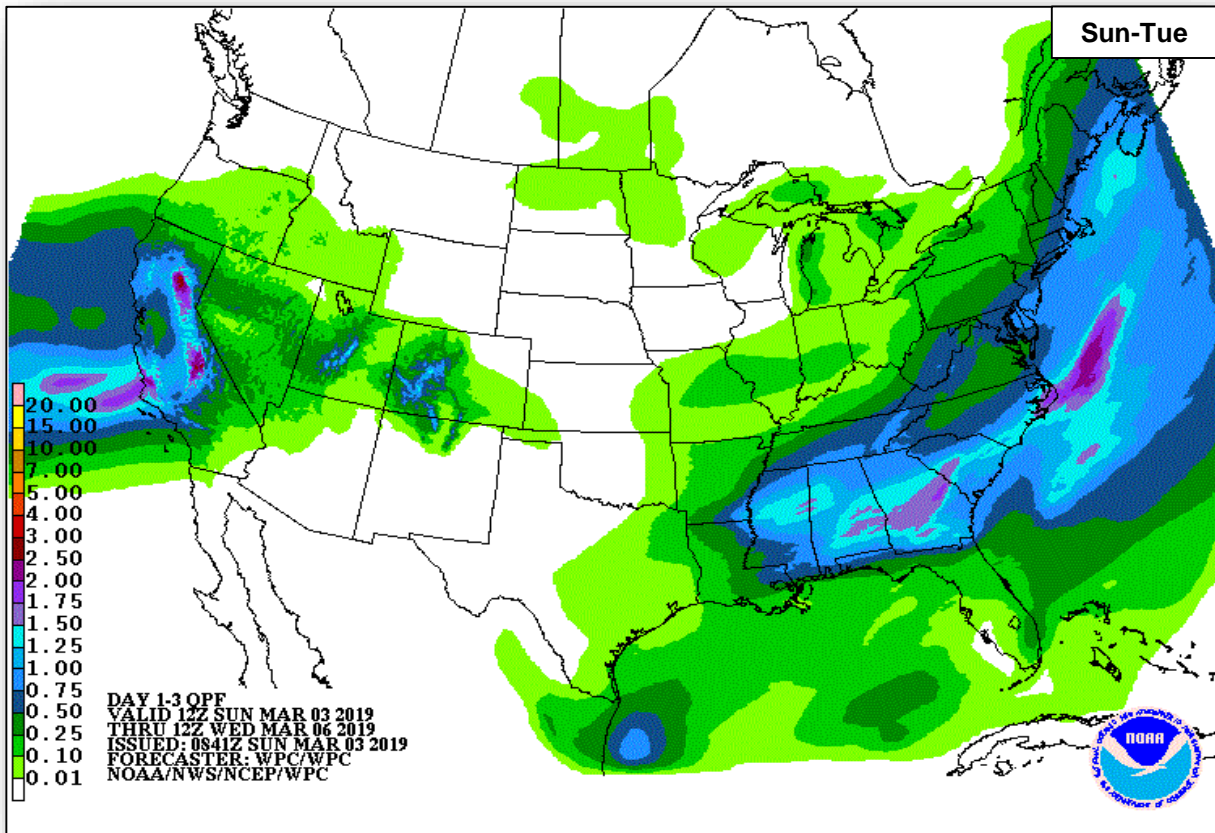 Sun-Tue
20.00
15.00
10.00
7.00
5.00
4.00
3.00
2.50
2.00
1.75
1.50
1.25
1.00
0.75
0.50
0.25
0.10
0.01
DAY 1-3 QPF
VALID 12Z SUN MAR 03 2019
THRU 12Z WED MAR 06 2019
ISSUED: 0841Z SUN MAR 03 2019
FORECASTER: WPC/WPC
NOAA/NWS/NCEP/WPC
NOAA